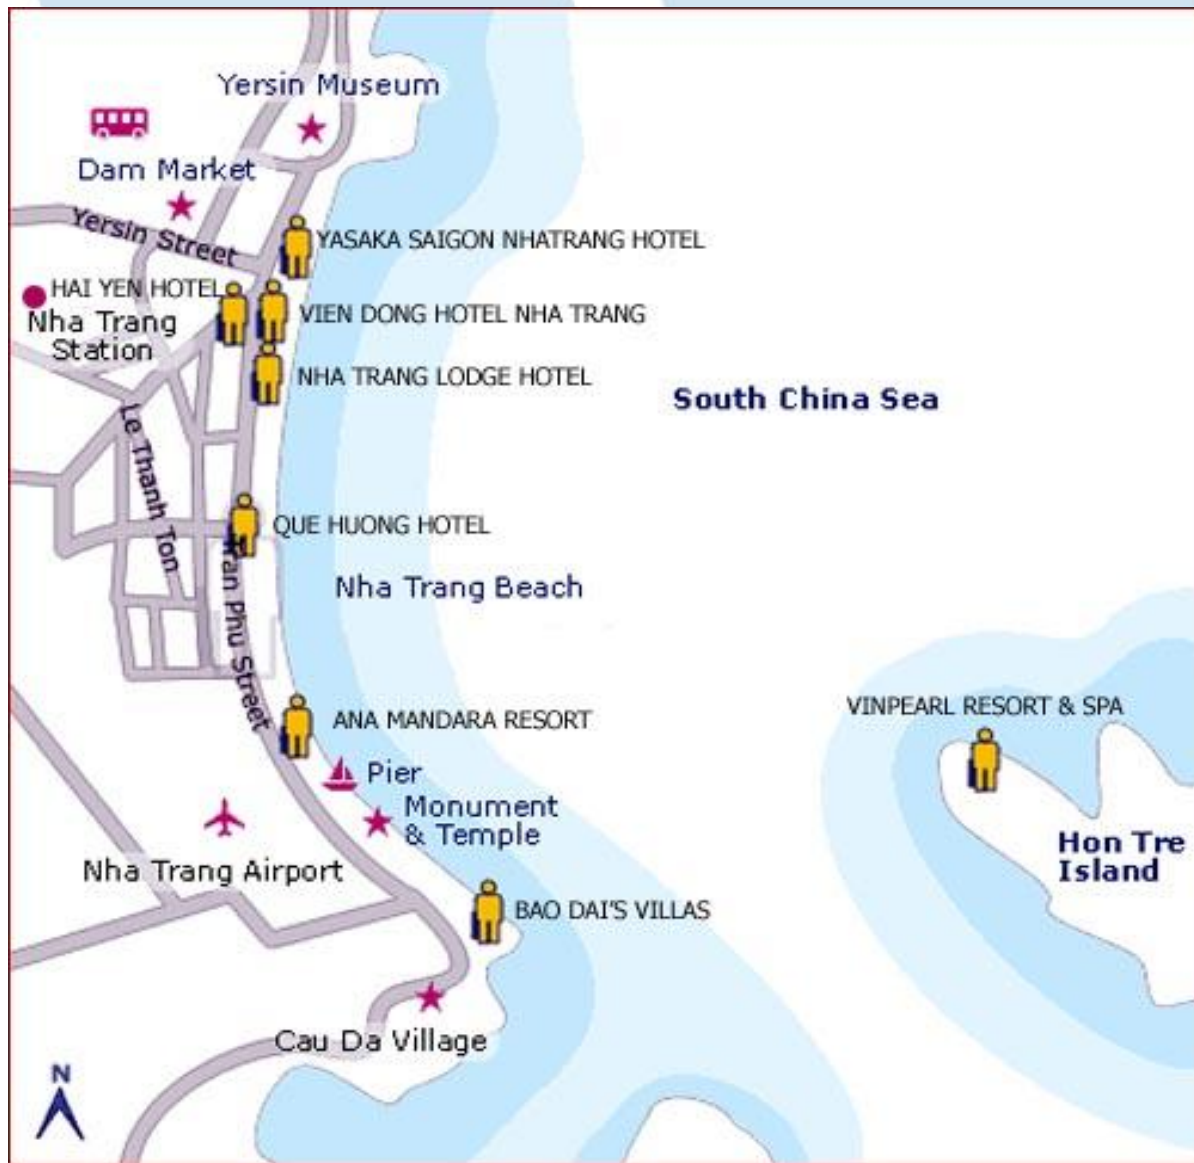 Yersin Museum
Dam Market
Yersin Street
YASAKA SAIGON NHATRANG HOTEL
HAI YEN HOTEL
Nha Trang
Station
VIEN DONG HOTEL NHA TRANG
NHA TRANG LODGE HOTEL
South China Sea
Le Thanh Ton
QUE HUONG HOTEL
Tran Phu Street
Nha Trang Beach
ANA MANDARA RESORT
VINPEARL RESORT & SPA
Pier
Monument
& Temple
Hon Tre
Island
Nha Trang Airport
BAO DAI'S VILLAS
Cau Da Village
N